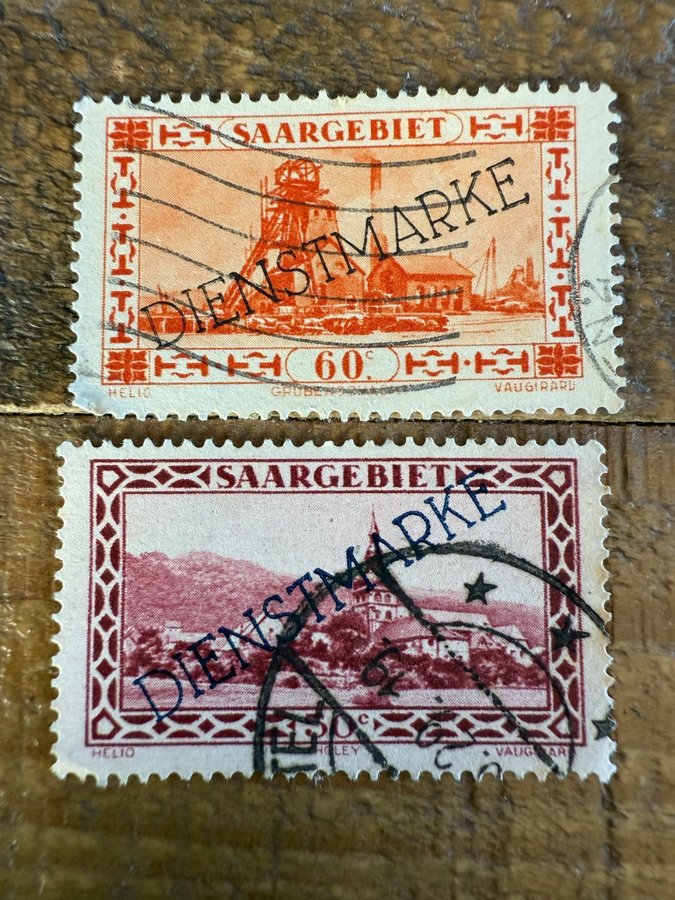 SAARGEBIET
DIENSTMARKE
60c.
HELIO VAUGIRARD
SAARGEBIET
DIENSTMARKE
HELIO VAUGIRARD